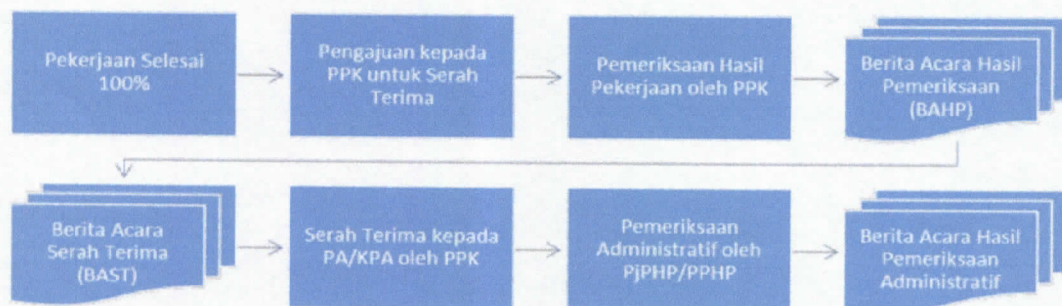 Pekerjaan Selesai
100%
Pengajuan kepada
PPK untuk Serah
Terima
Pemeriksaan Hasil
Pekerjaan oleh PPK
Berita Acara Hasil
Pemeriksaan
(BAHP)
Berita Acara
Serah Terima
(BAST)
Serah Terima kepada
PA/KPA oleh PPK
Pemeriksaan
Administratif oleh
PjPHP/PPHP
Berita Acara Hasil
Pemeriksaan
Administratif